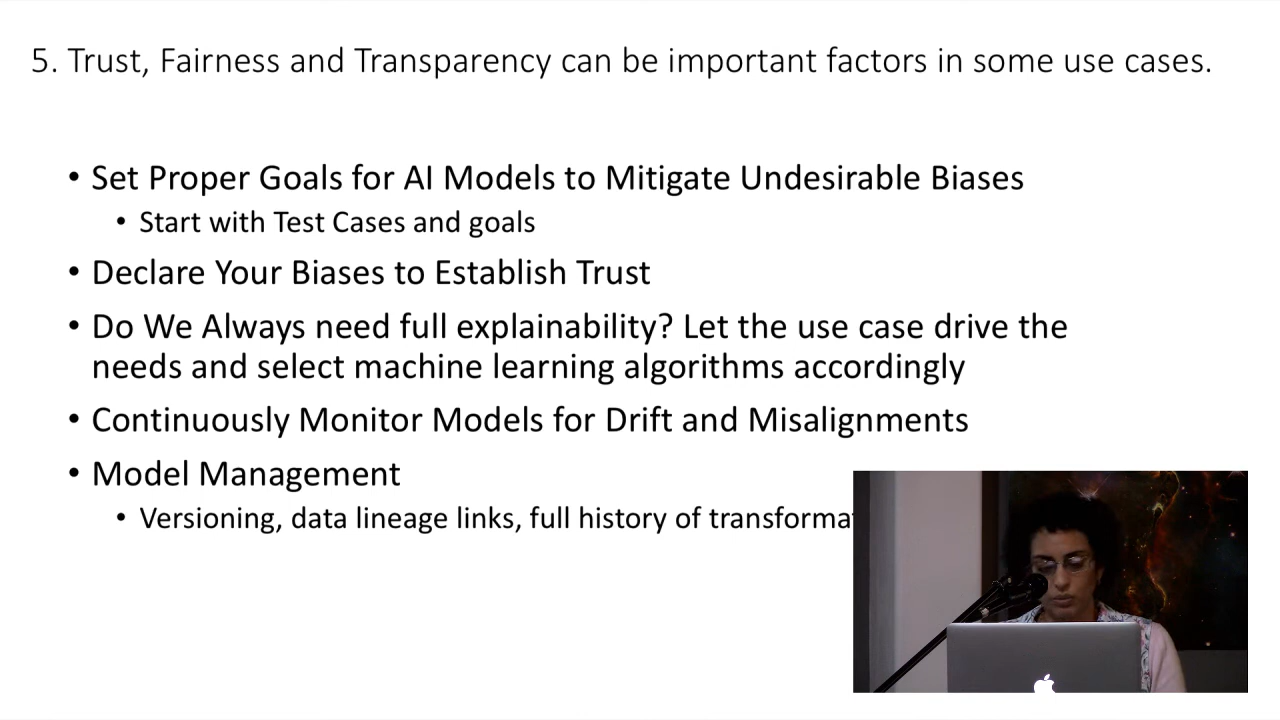 5. Trust, Fairness and Transparency can be important factors in some use cases.
• Set Proper Goals for AI Models to Mitigate Undesirable Biases
• Start with Test Cases and goals
• Declare Your Biases to Establish Trust
• Do We Always need full explainability? Let the use case drive the
needs and select machine learning algorithms accordingly
• Continuously Monitor Models for Drift and Misalignments
• Model Management
• Versioning, data lineage links, full history of